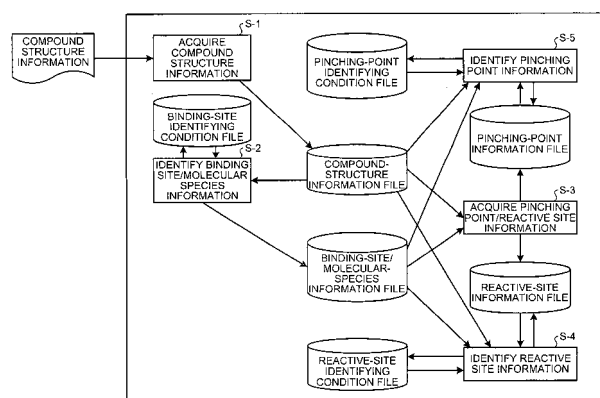 COMPOUND
STRUCTURE
INFORMATION
S-1
ACQUIRE
COMPOUND
STRUCTURE
INFORMATION
BINDING-SITE
IDENTIFYING
CONDITION FILE
S-2
IDENTIFY BINDING
SITE/MOLECULAR
SPECIES
INFORMATION
PINCHING-POINT
IDENTIFYING
CONDITION FILE
COMPOUND-
STRUCTURE
INFORMATION FILE
BINDING-SITE/
MOLECULAR-
SPECIES
INFORMATION FILE
REACTIVE-SITE
IDENTIFYING
CONDITION FILE
S-5
IDENTIFY PINCHING
POINT INFORMATION
PINCHING-POINT
INFORMATION FILE
S-3
ACQUIRE PINCHING
POINT/REACTIVE SITE
INFORMATION
REACTIVE-SITE
INFORMATION FILE
S-4
IDENTIFY REACTIVE
SITE INFORMATION